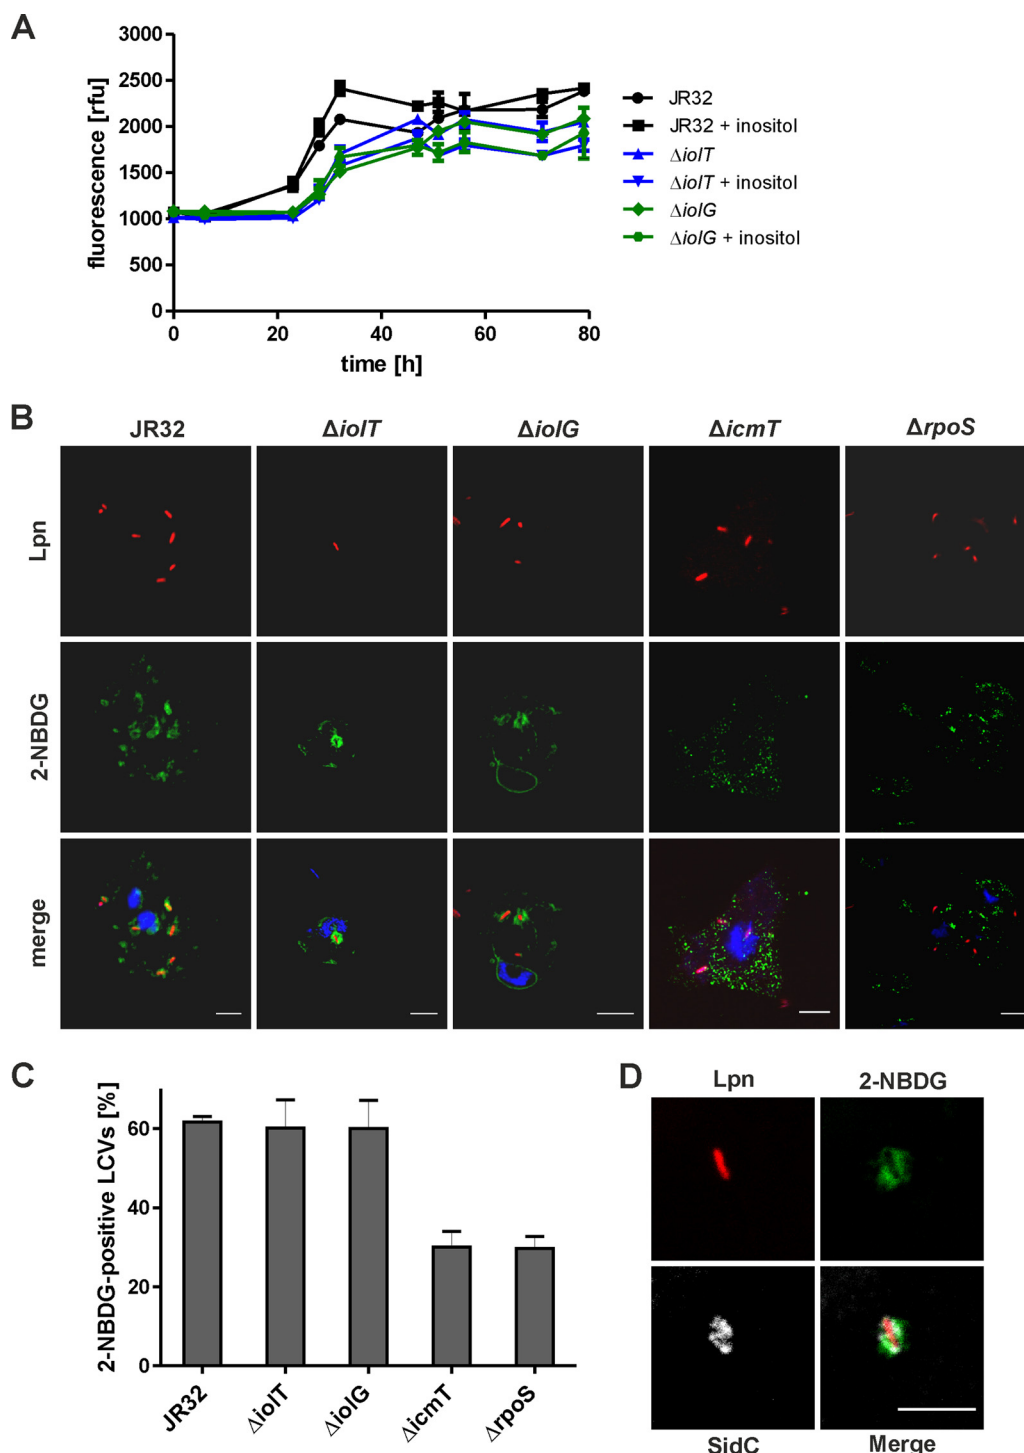 A
3000
2500
2000
1500
1000
500
0
fluorescence [rfu]
0 20 40 60 80
time [h]
JR32
JR32 + inositol
ΔiolT
ΔiolT + inositol
ΔiolG
ΔiolG + inositol
B
JR32 ΔiolT ΔiolG ΔicmT ΔrpoS
Lpn
2-NBDG
merge
C
2-NBDG-positive LCVs [%]
60
40
20
0
JR32 ΔiolT ΔiolG ΔicmT ΔrpoS
D
Lpn 2-NBDG
SidC Merge